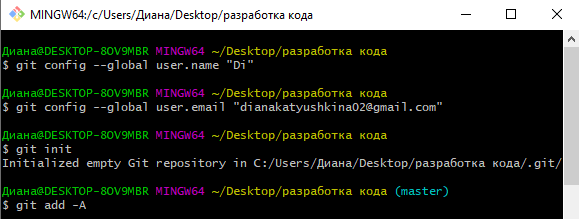 MINGW64:/c/Users/Диана/Desktop/разработка кода
Диана@DESKTOP-8OV9MBR MINGW64 ~/Desktop/разработка кода
$ git config --global user.name "Di"
Диана@DESKTOP-8OV9MBR MINGW64 ~/Desktop/разработка кода
$ git config --global user.email "dianakatyushkina02@gmail.com"
Диана@DESKTOP-8OV9MBR MINGW64 ~/Desktop/разработка кода
$ git init
Initialized empty Git repository in C:/Users/Диана/Desktop/разработка кода/.git/
Диана@DESKTOP-8OV9MBR MINGW64 ~/Desktop/разработка кода (master)
$ git add -A